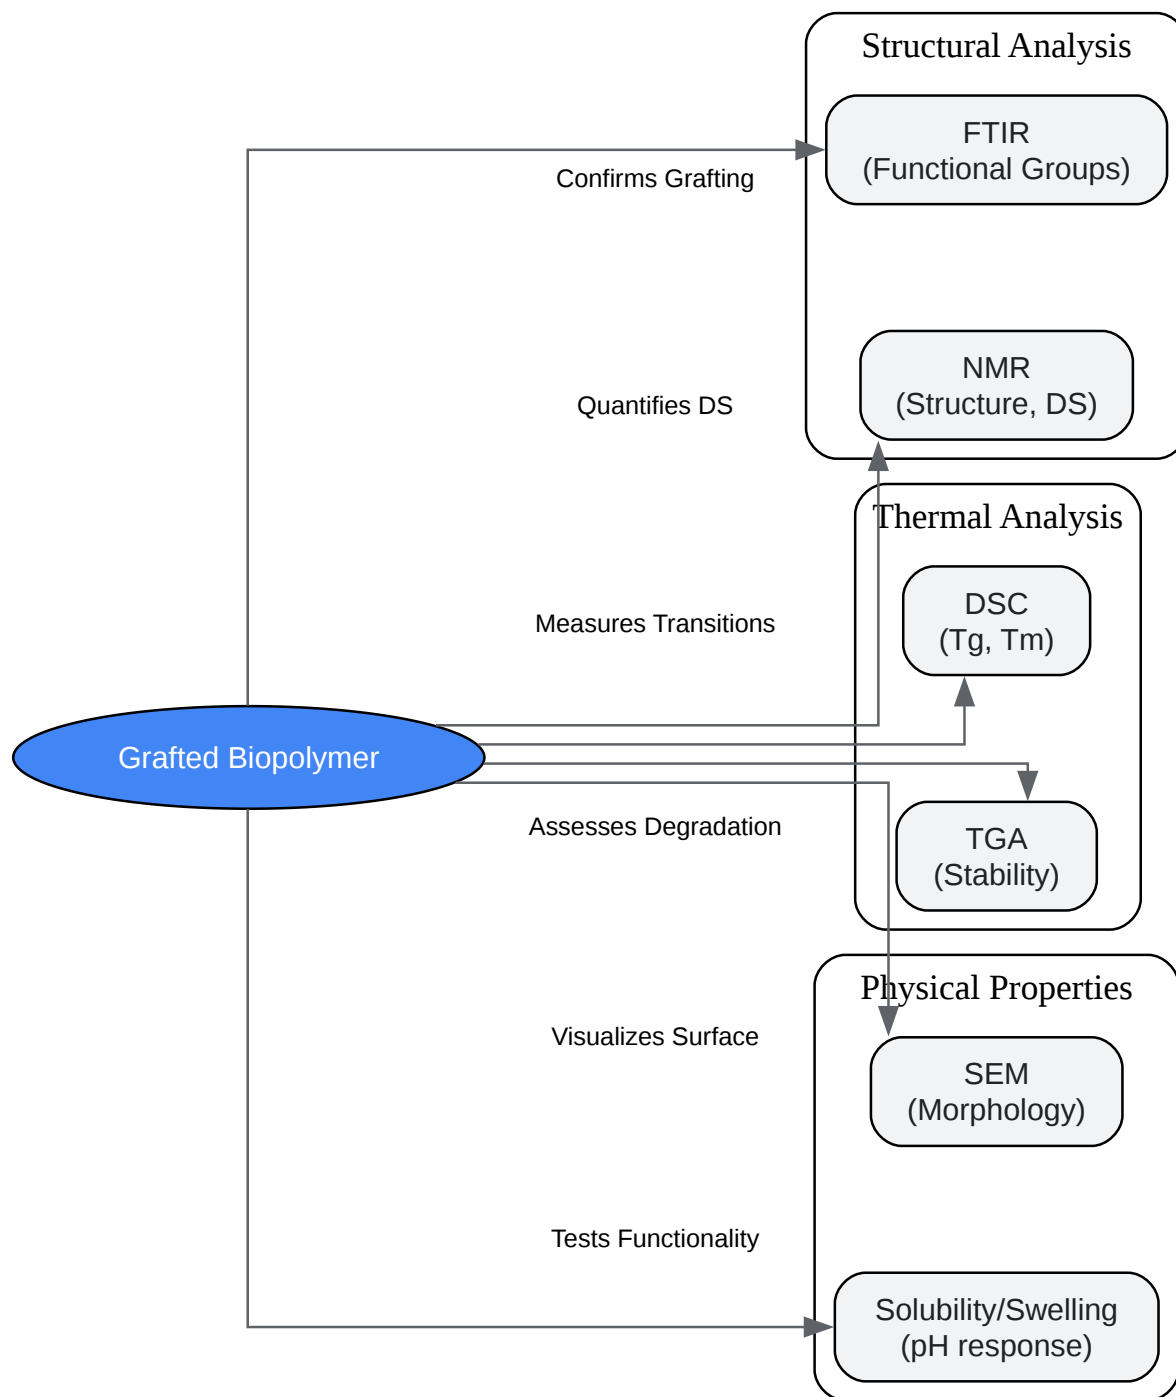 Structural Analysis
FTIR
(Functional Groups)
Confirms Grafting
NMR
(Structure, DS)
Quantifies DS
Thermal Analysis
DSC
(Tg, Tm)
Measures Transitions
Grafted Biopolymer
Assesses Degradation
TGA
(Stability)
Physical Properties
Visualizes Surface
SEM
(Morphology)
Tests Functionality
Solubility/Swelling
(pH response)